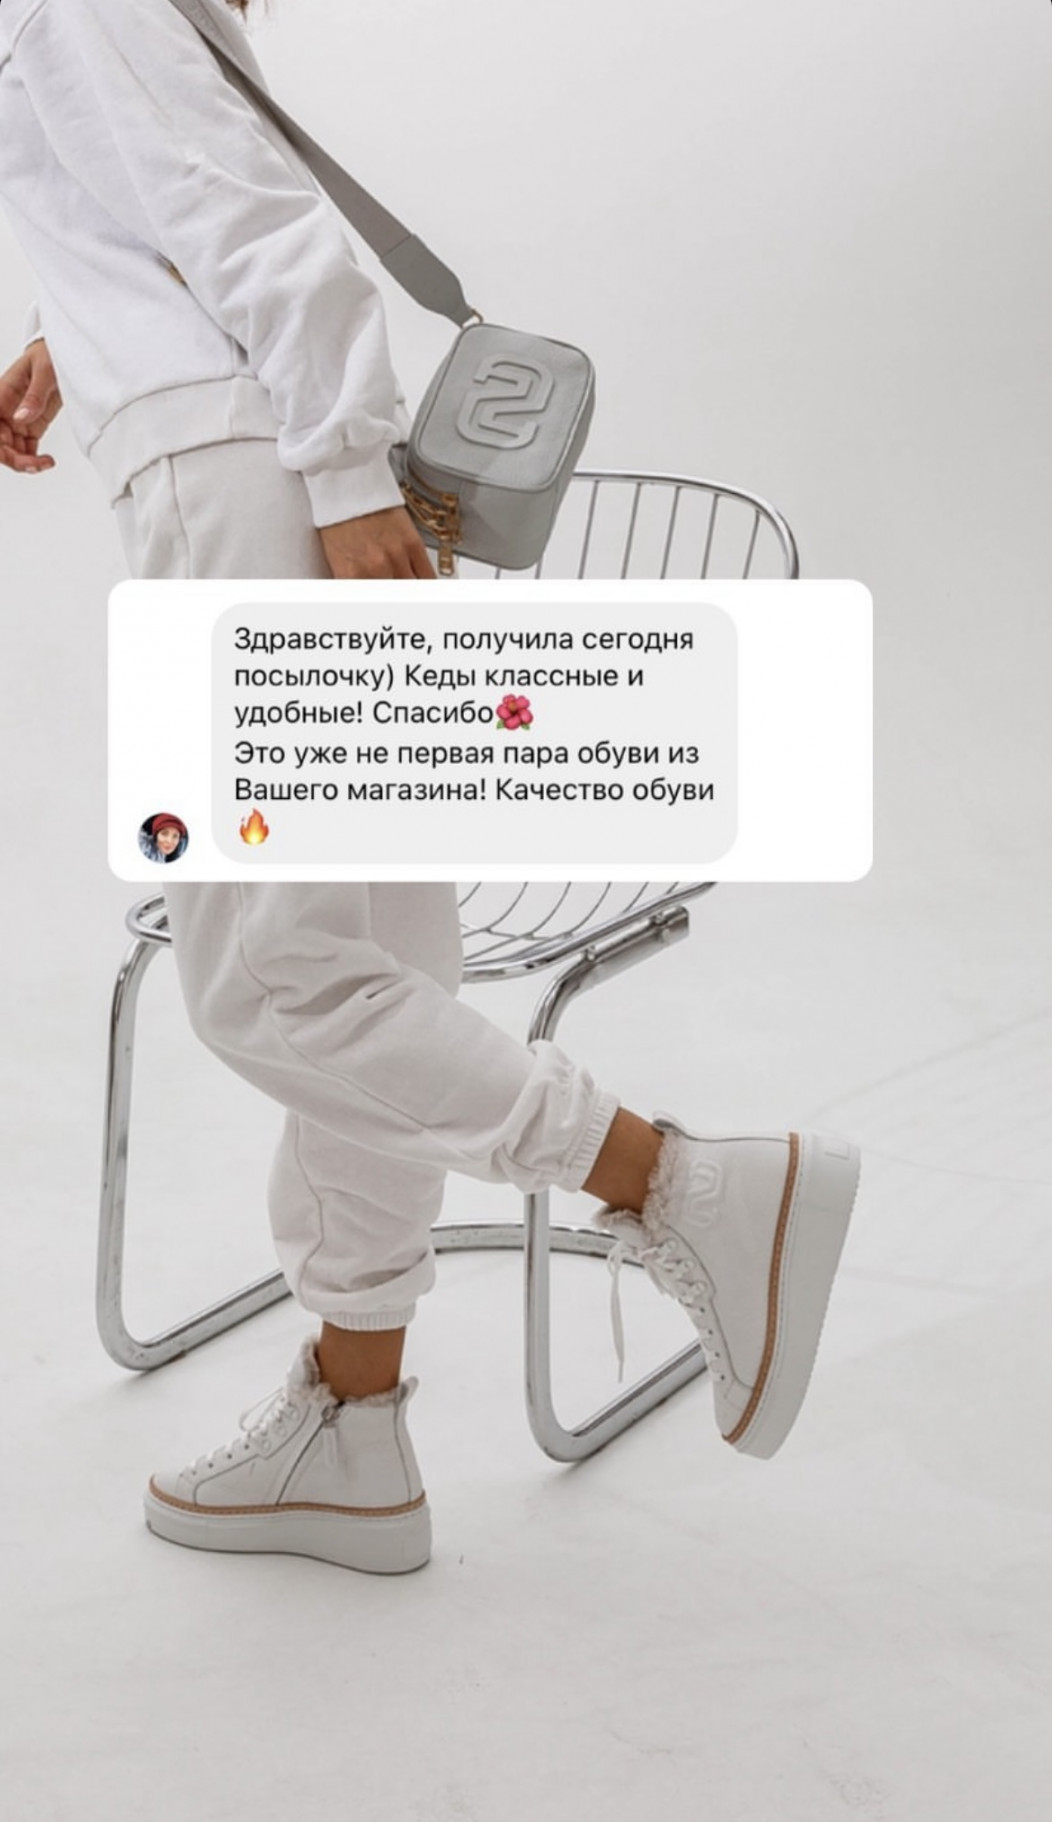 Здравствуйте, получила сегодня
посылочку) Кеды классные и
удобные! Спасибо🌺
Это уже не первая пара обуви из
Вашего магазина! Качество обуви
🔥